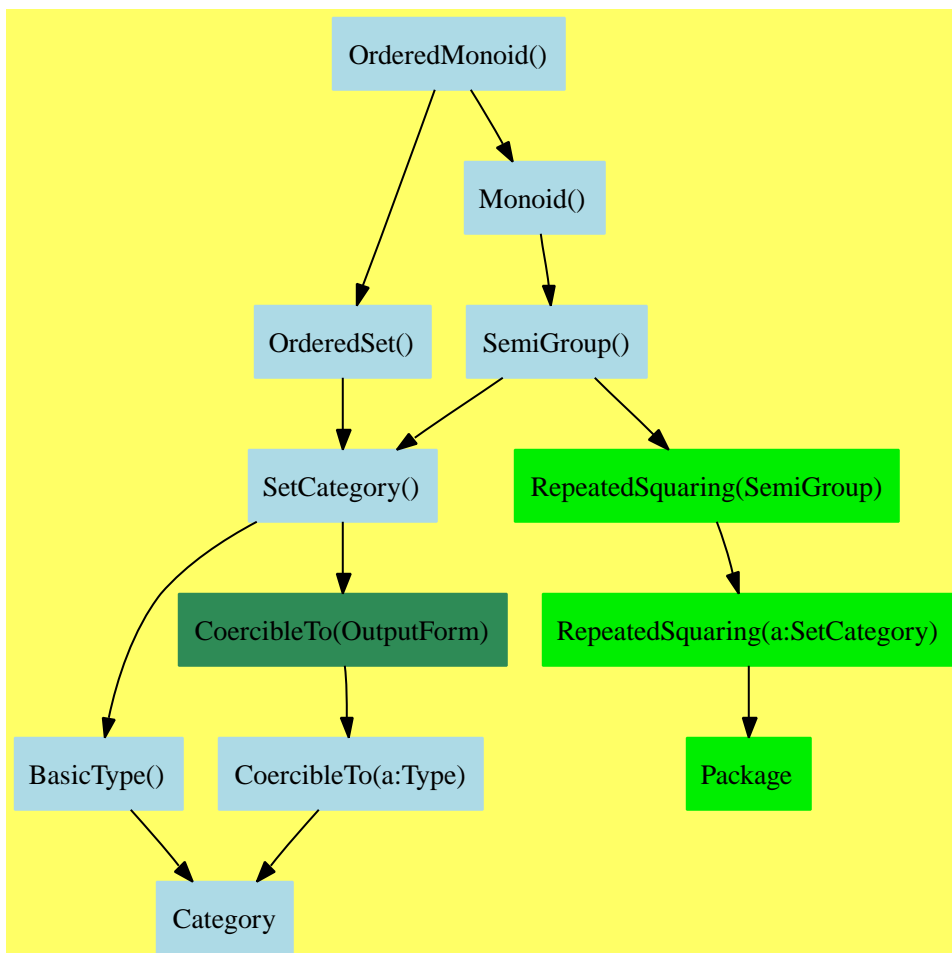 OrderedMonoid()
Monoid()
OrderedSet()
SemiGroup()
SetCategory()
RepeatedSquaring(SemiGroup)
CoercibleTo(OutputForm)
RepeatedSquaring(a:SetCategory)
BasicType()
CoercibleTo(a:Type)
Package
Category